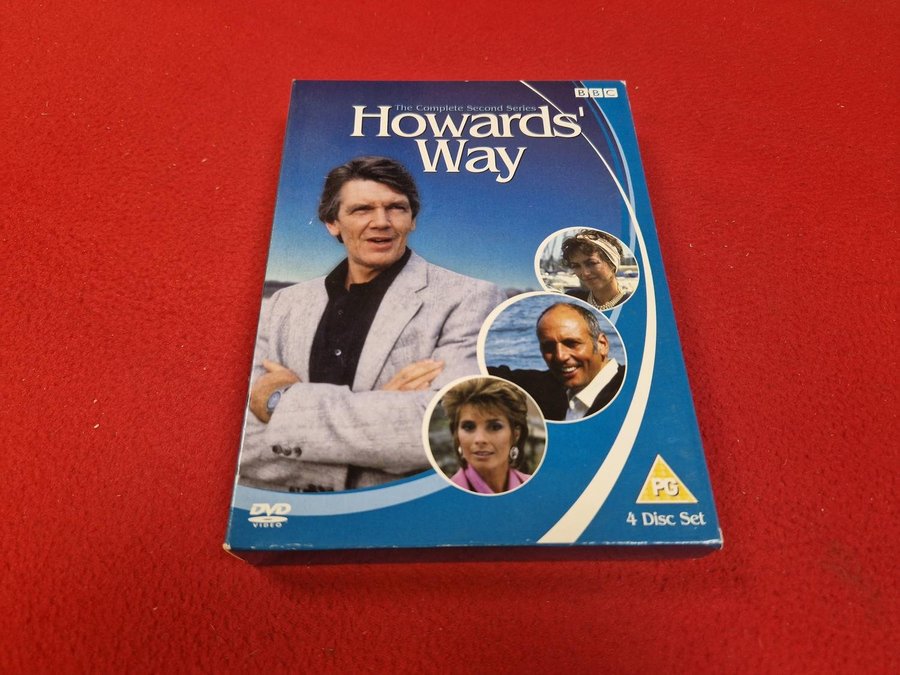 BBC
The Complete Second Series
Howards'
Way
PG
DVD
VIDEO
4 Disc Set